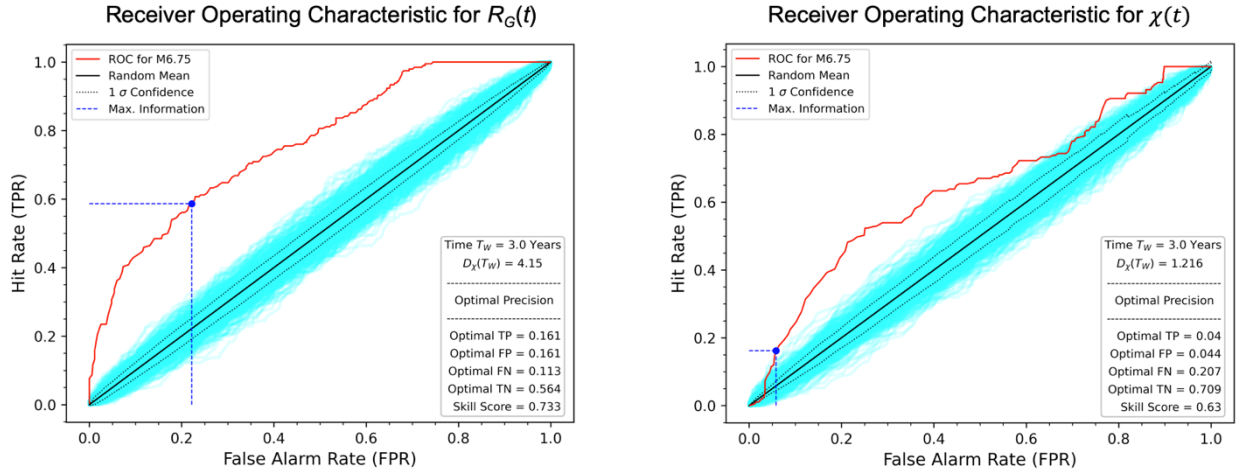 Receiver Operating Characteristic for R_G(t)
ROC for M6.75
Random Mean
1 σ Confidence
Max. Information
1.0
0.8
0.6
0.4
0.2
0.0
Hit Rate (TPR)
Time T_W = 3.0 Years
D_χ(T_W) = 4.15
Optimal Precision
Optimal TP = 0.161
Optimal FP = 0.161
Optimal FN = 0.113
Optimal TN = 0.564
Skill Score = 0.733
0.0 0.2 0.4 0.6 0.8 1.0
False Alarm Rate (FPR)
Receiver Operating Characteristic for χ(t)
ROC for M6.75
Random Mean
1 σ Confidence
Max. Information
1.0
0.8
0.6
0.4
0.2
0.0
Hit Rate (TPR)
Time T_W = 3.0 Years
D_χ(T_W) = 1.216
Optimal Precision
Optimal TP = 0.04
Optimal FP = 0.044
Optimal FN = 0.207
Optimal TN = 0.709
Skill Score = 0.63
0.0 0.2 0.4 0.6 0.8 1.0
False Alarm Rate (FPR)